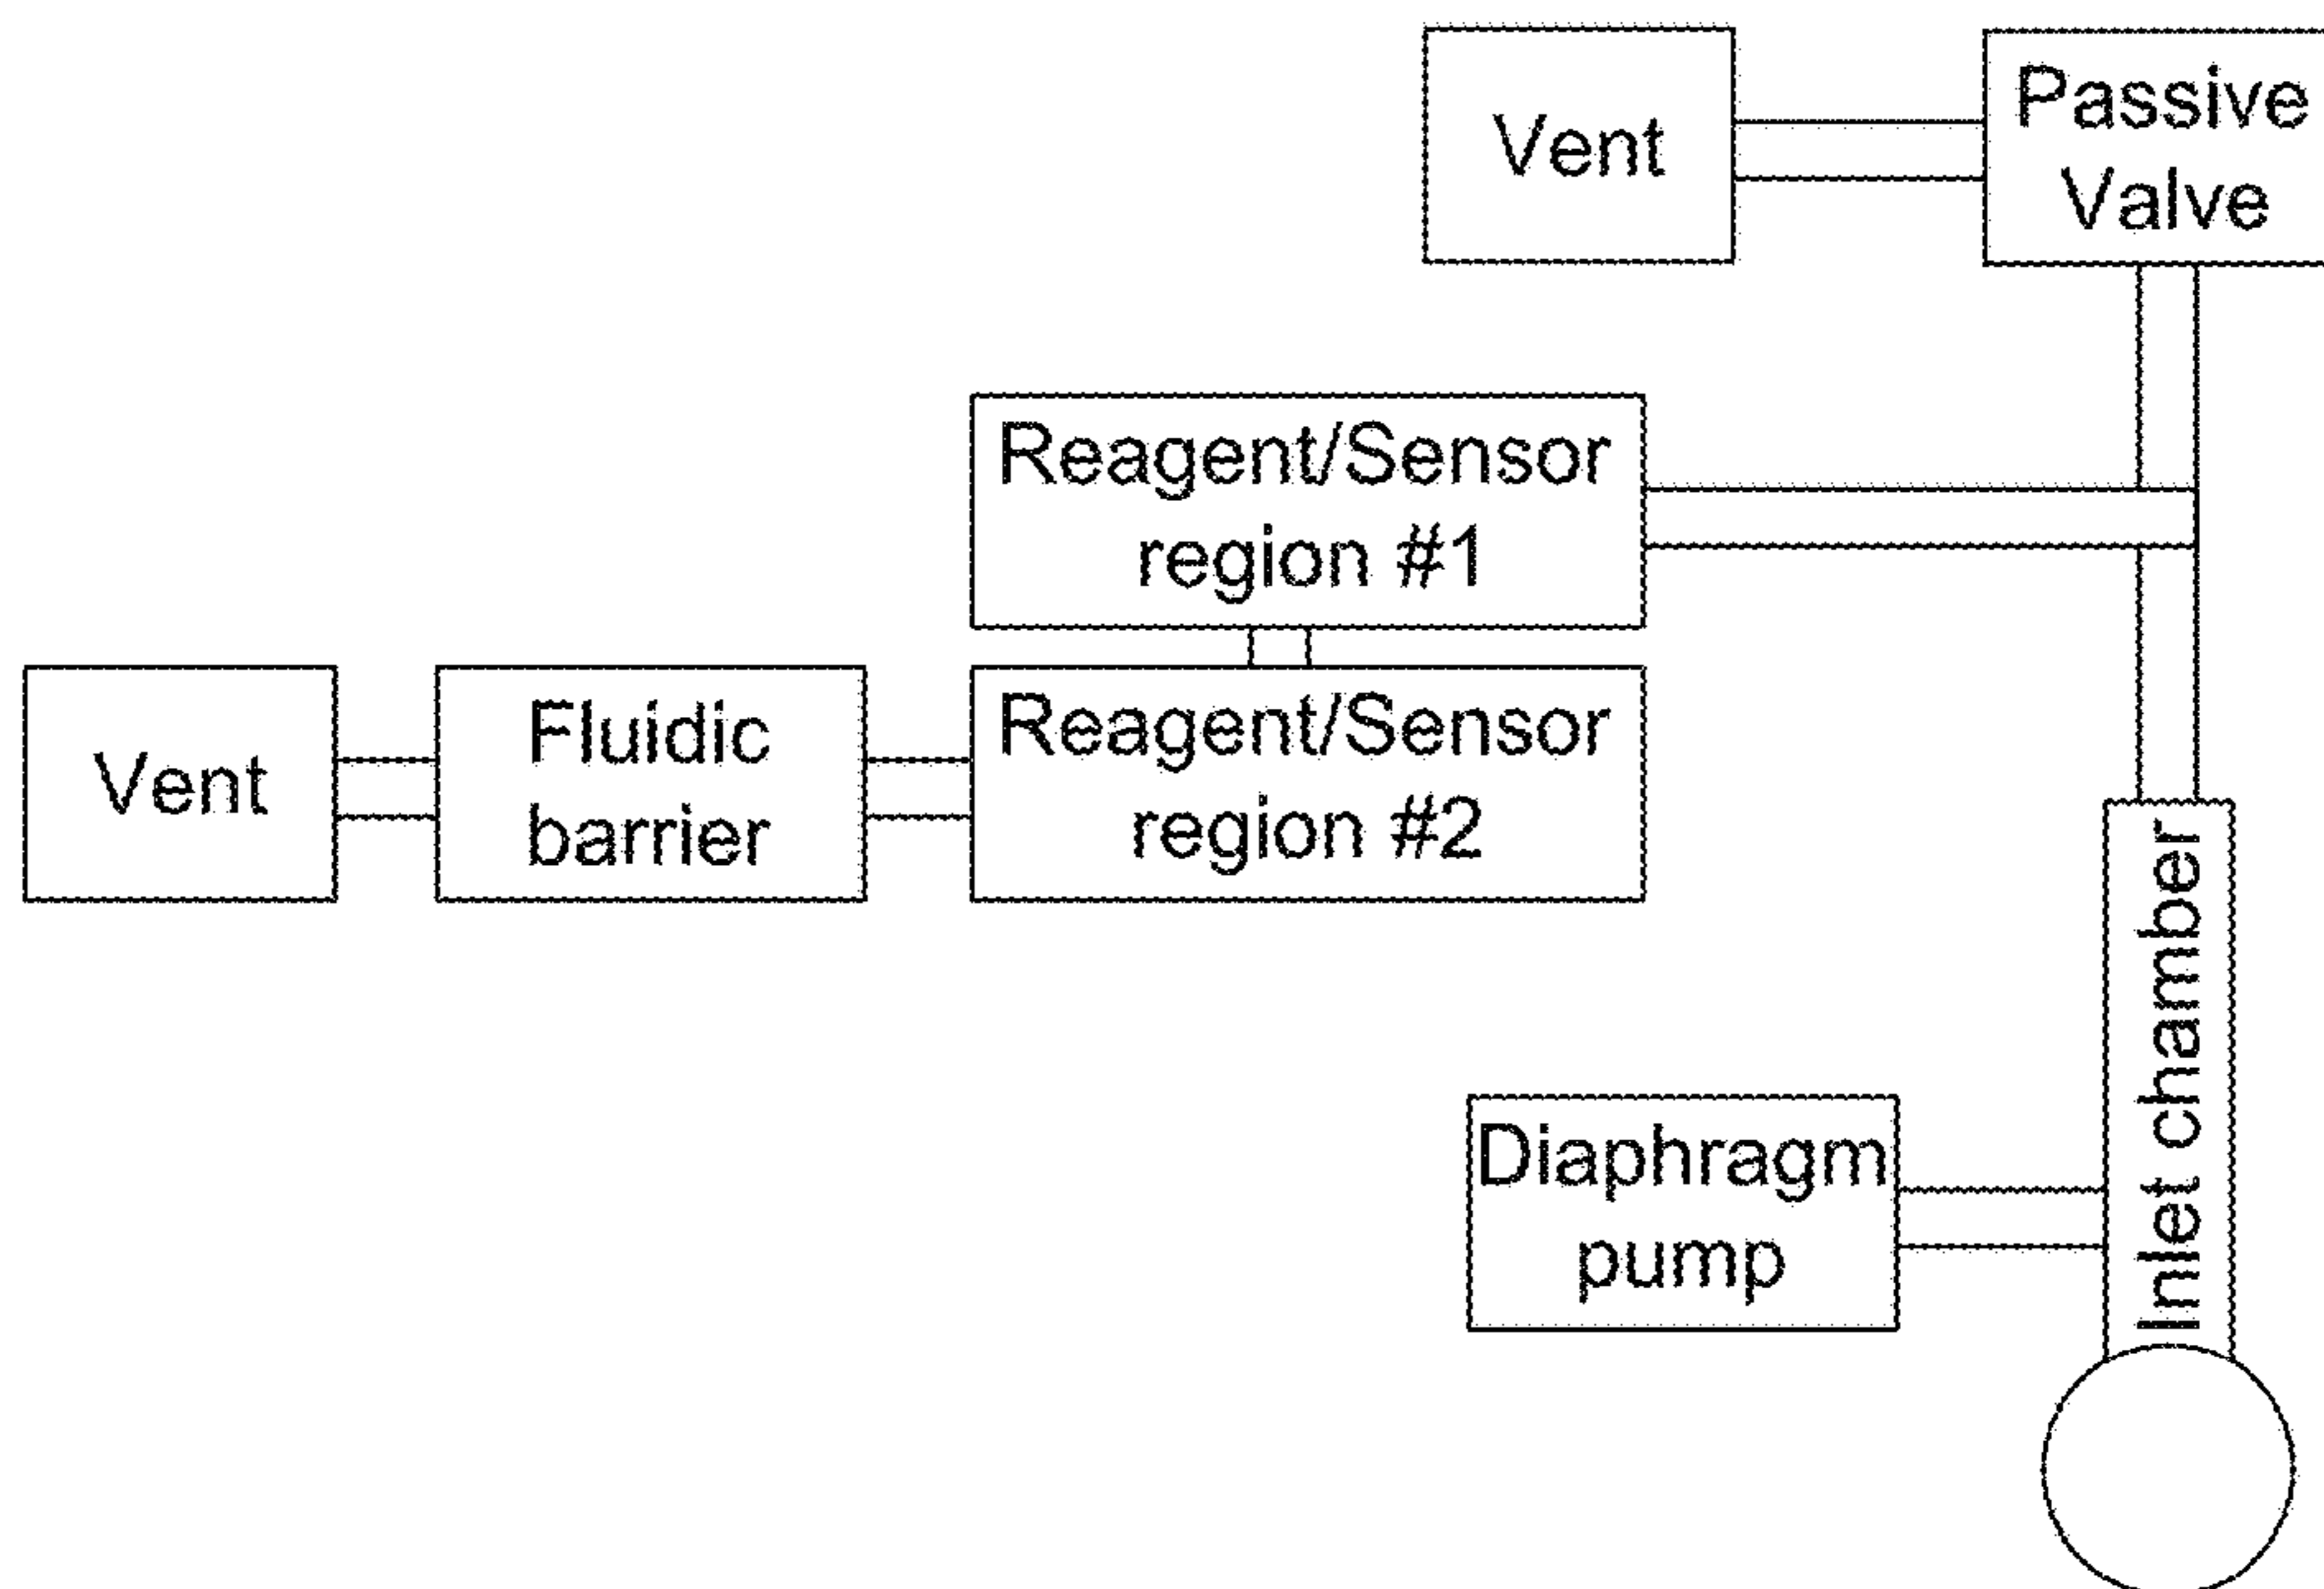 Vent
Passive
Valve
Reagent/Sensor
region #1
Vent
Fluidic
barrier
Reagent/Sensor
region #2
Inlet chamber
Diaphragm
pump